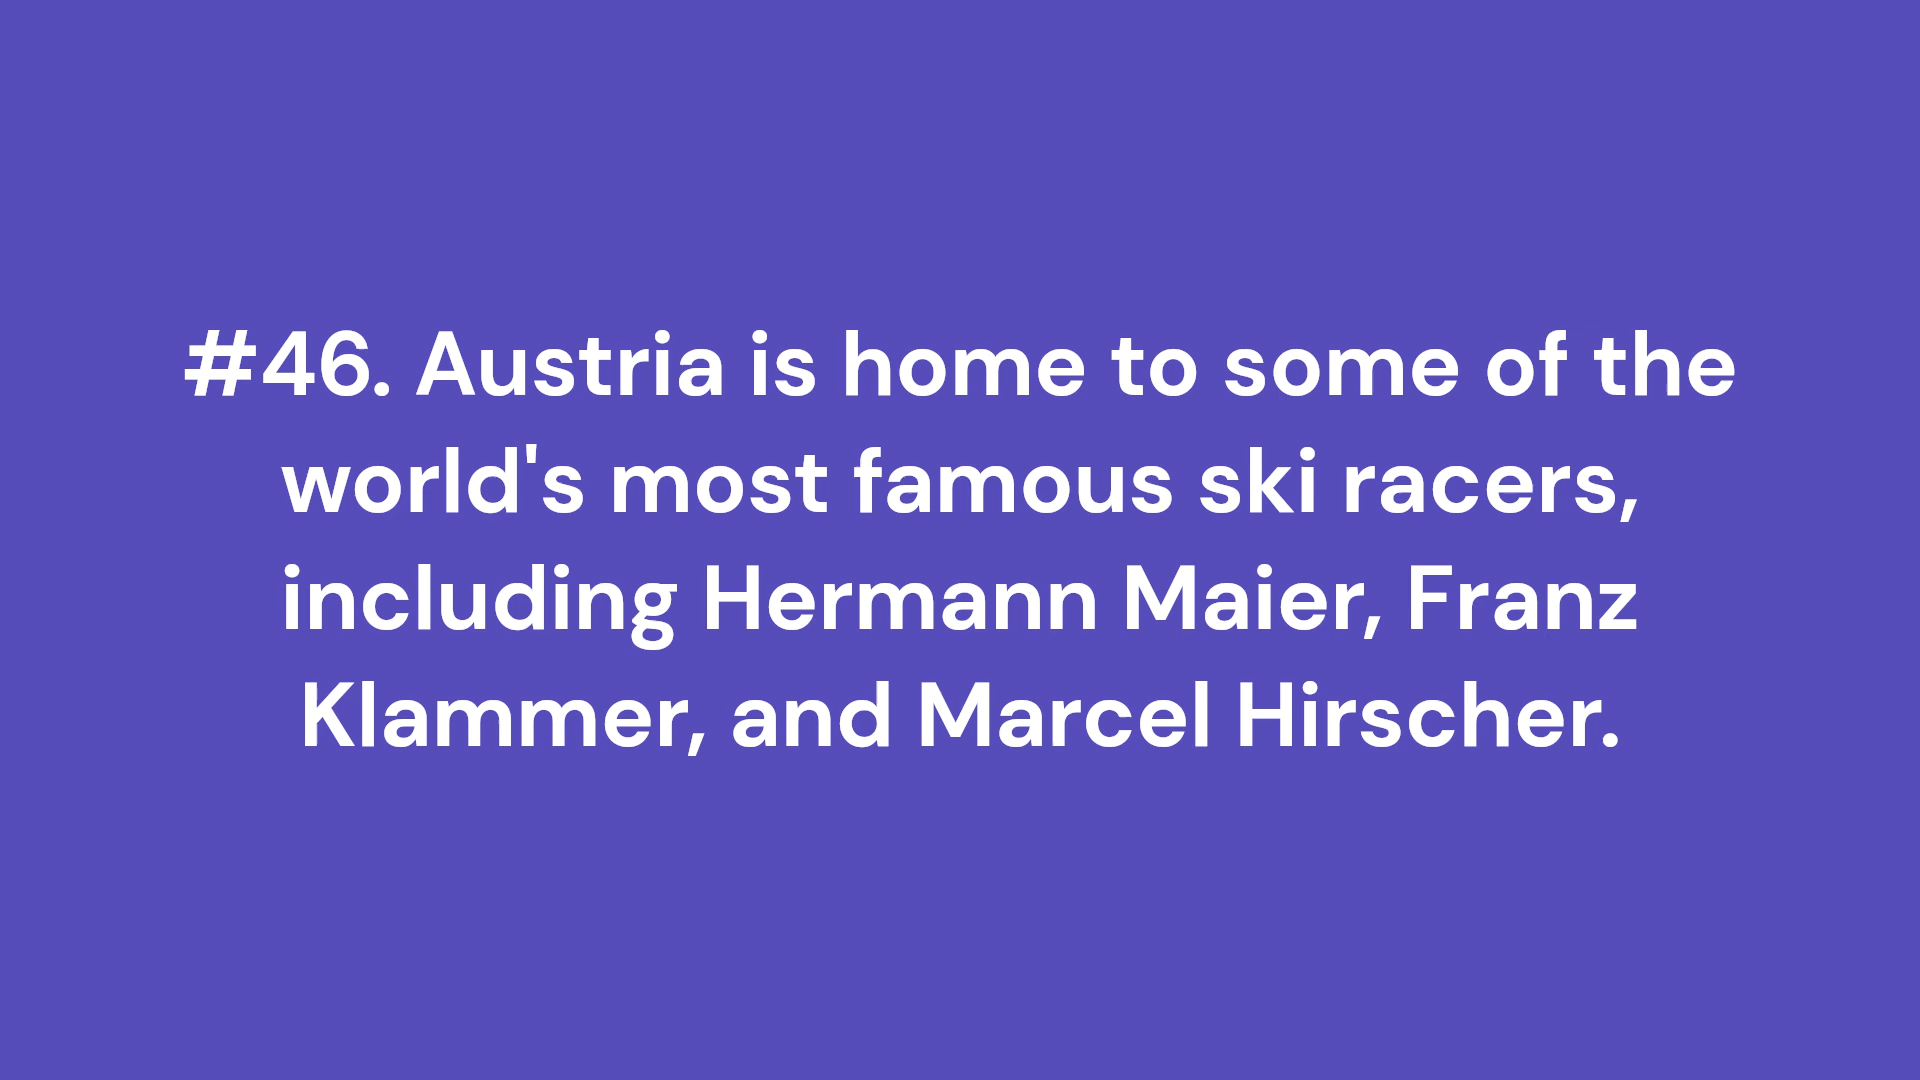 #46. Austria is home to some of the
world's most famous ski racers,
including Hermann Maier, Franz
Klammer, and Marcel Hirscher.